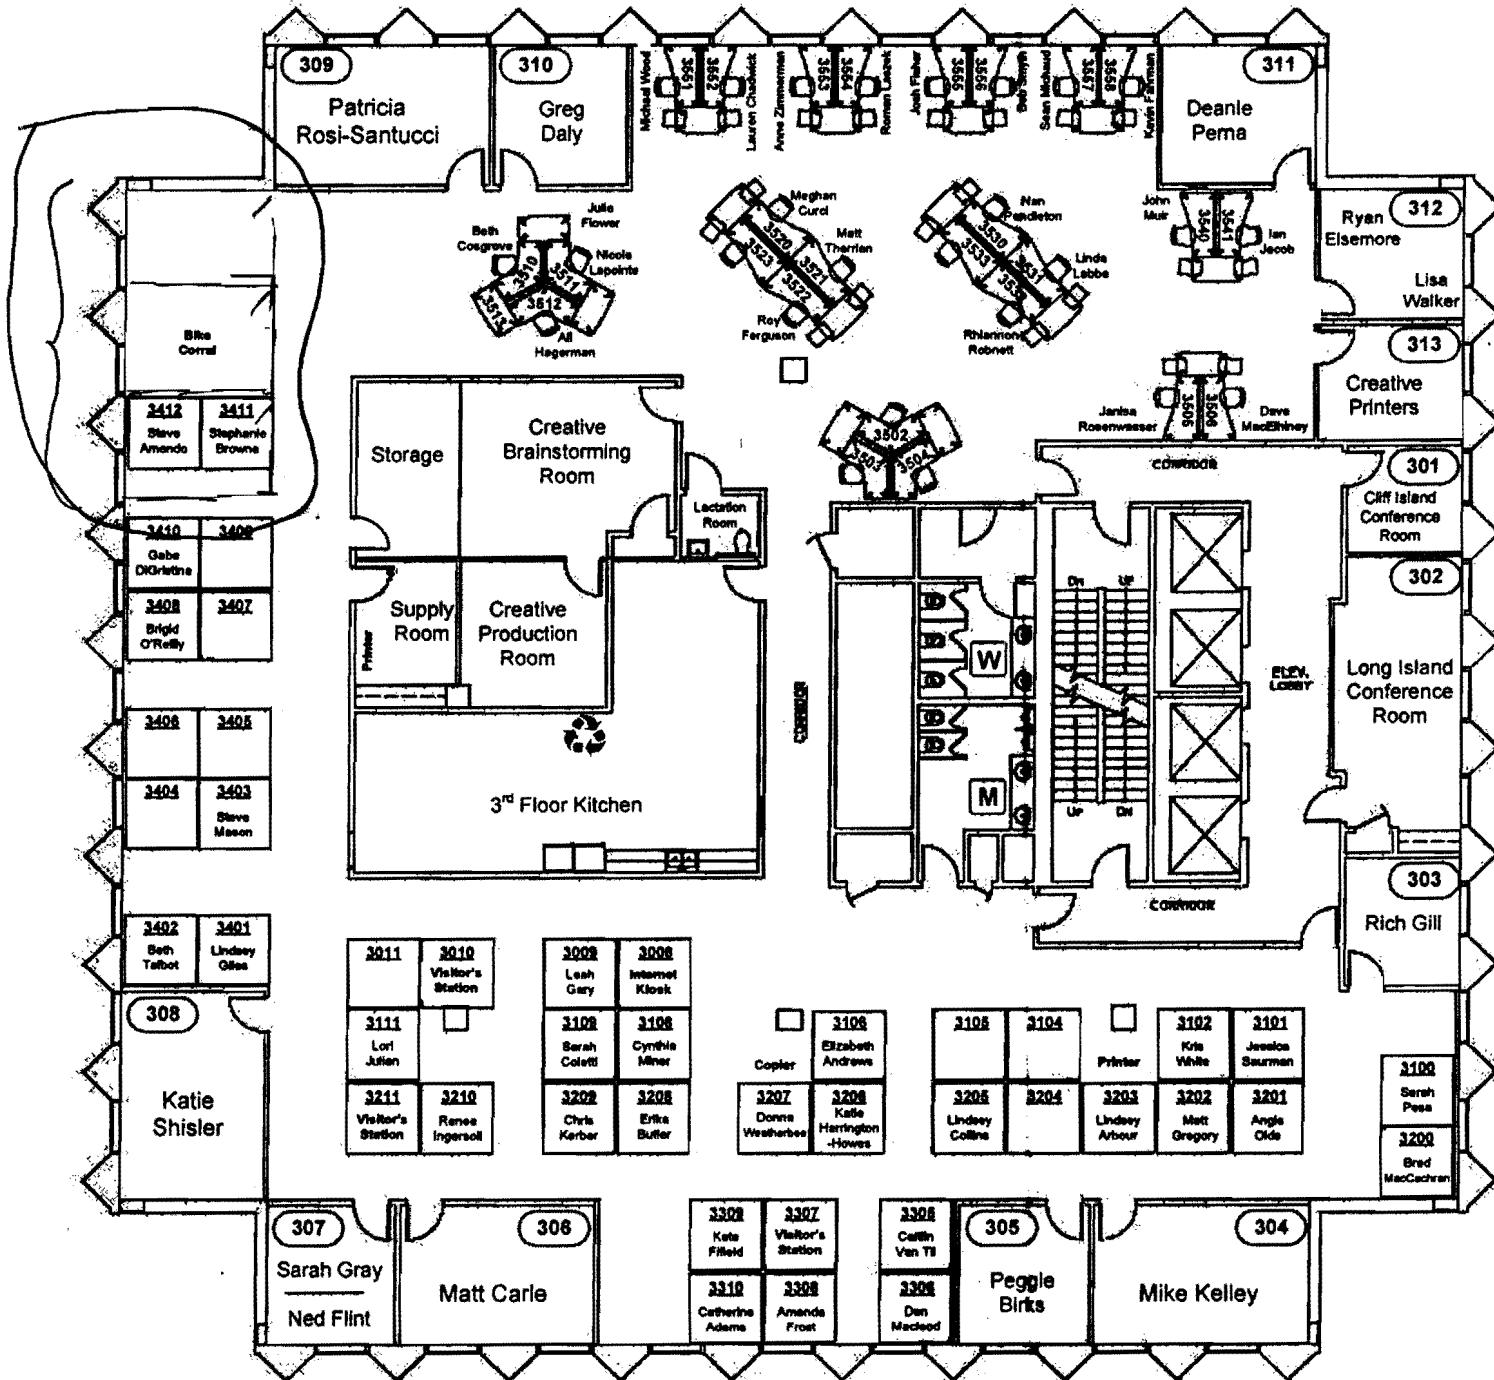 309
Patricia
Rosi-Santucci
310
Greg
Daly
Michael Wood
3561
3562
Lauren Chadwick
Anne Zimmerman
3563
3564
Roman Laszek
Josh Fisher
3565
3566
Bob Smyth
Sean Michaud
3567
3568
311
Deanie
Perna
312
Ryan
Elsemore
Lisa
Walker
313
Creative
Printers
Beth
Cosgrove
Julie
Flower
Nicole
Lapointe
3510
3511
3512
3513
Ali
Hagerman
Meghan
Curci
Matt
Therrien
3520
3521
3522
3523
Roy
Ferguson
Nan
Pendleton
Linda
Labbe
3530
3531
3533
Rhiannon
Robnett
John
Muir
3540
3541
Ian
Jacob
Janisa
Rosenwasser
3505
3506
Dave
MacElhiney
3502
3503
3504
Bike
Corral
3412
Steve
Amendo
3411
Stephanie
Browne
3410
Gabe
DiGristina
3409
3408
Brigid
O'Reilly
3407
3406
3405
3404
3403
Steve
Mason
3402
Beth
Talbot
3401
Lindsey
Giles
Storage
Creative
Brainstorming
Room
Lactation
Room
Printer
Supply
Room
Creative
Production
Room
3rd Floor Kitchen
CORRIDOR
W
M
DN
UP
UP
DN
CORRIDOR
ELEV.
LOBBY
CORRIDOR
301
Cliff Island
Conference
Room
302
Long Island
Conference
Room
303
Rich Gill
308
Katie
Shisler
3011
3010
Visitor's
Station
3111
Lori
Julien
3211
Visitor's
Station
3210
Renee
Ingersoll
3009
Leah
Gary
3008
Internet
Kiosk
3109
Sarah
Coletti
3108
Cynthia
Miner
3209
Chris
Kerber
3208
Erika
Butler
Copier
3106
Elizabeth
Andrews
3207
Donna
Weatherbee
3206
Katie
Harrington
-Howes
3105
3104
Printer
3102
Kris
White
3101
Jessica
Saurman
3205
Lindsey
Collins
3204
3203
Lindsey
Arbour
3202
Matt
Gregory
3201
Angie
Olde
3100
Sarah
Pesa
3200
Brad
MacCachran
307
Sarah Gray
Ned Flint
306
Matt Carle
3309
Kate
Fifield
3307
Visitor's
Station
3310
Catherine
Adams
3308
Amanda
Frost
3305
Caitlin
Van Til
3306
Dan
Macleod
305
Peggie
Birks
304
Mike Kelley